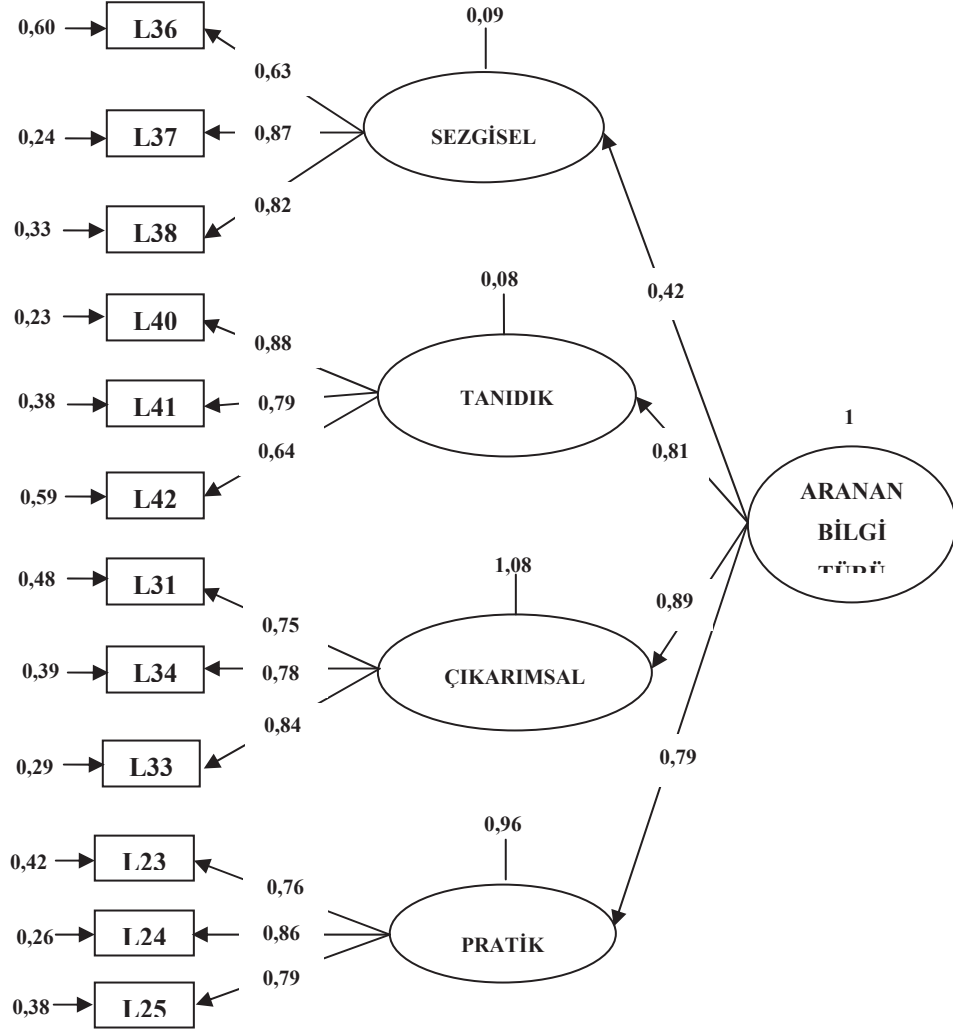 0,09
0,60
L36
0,63
0,24
L37
0,87
SEZGİSEL
0,33
L38
0,82
0,42
0,08
0,23
L40
0,88
0,38
L41
0,79
TANIDIK
0,64
0,81
0,59
L42
1
ARANAN
BİLGİ
TÜRÜ
0,48
L31
1,08
0,89
0,75
0,39
L34
0,78
ÇIKARIMSAL
0,84
0,29
L33
0,79
0,96
0,42
L23
0,76
0,26
L24
0,86
PRATİK
0,79
0,38
L25